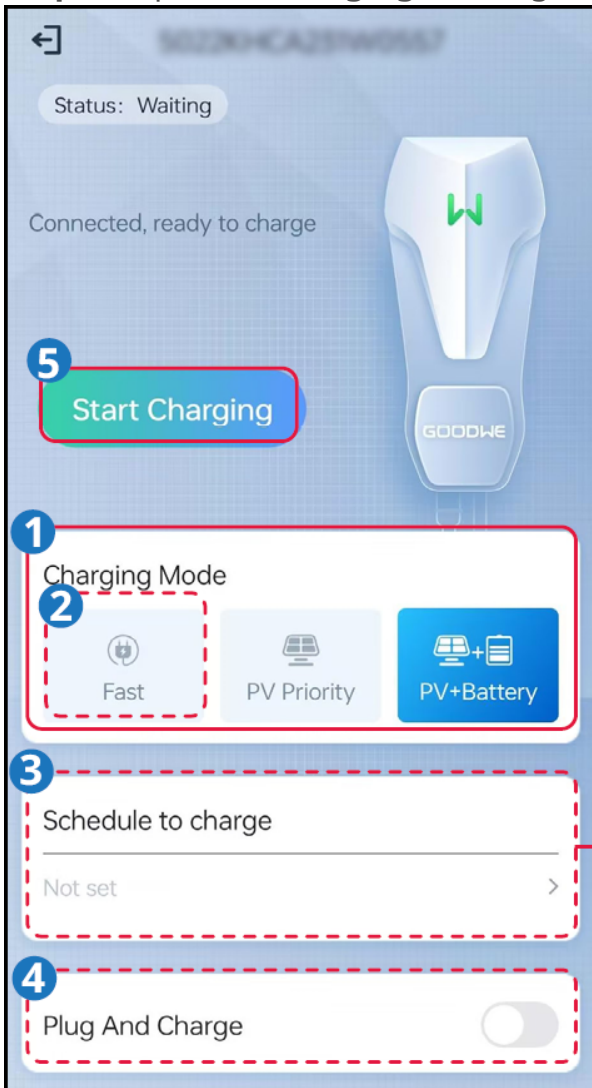 Status: Waiting
Connected, ready to charge
5
Start Charging
GOODWE
1
Charging Mode
2
Fast
PV Priority
PV+Battery
3
Schedule to charge
Not set
4
Plug And Charge